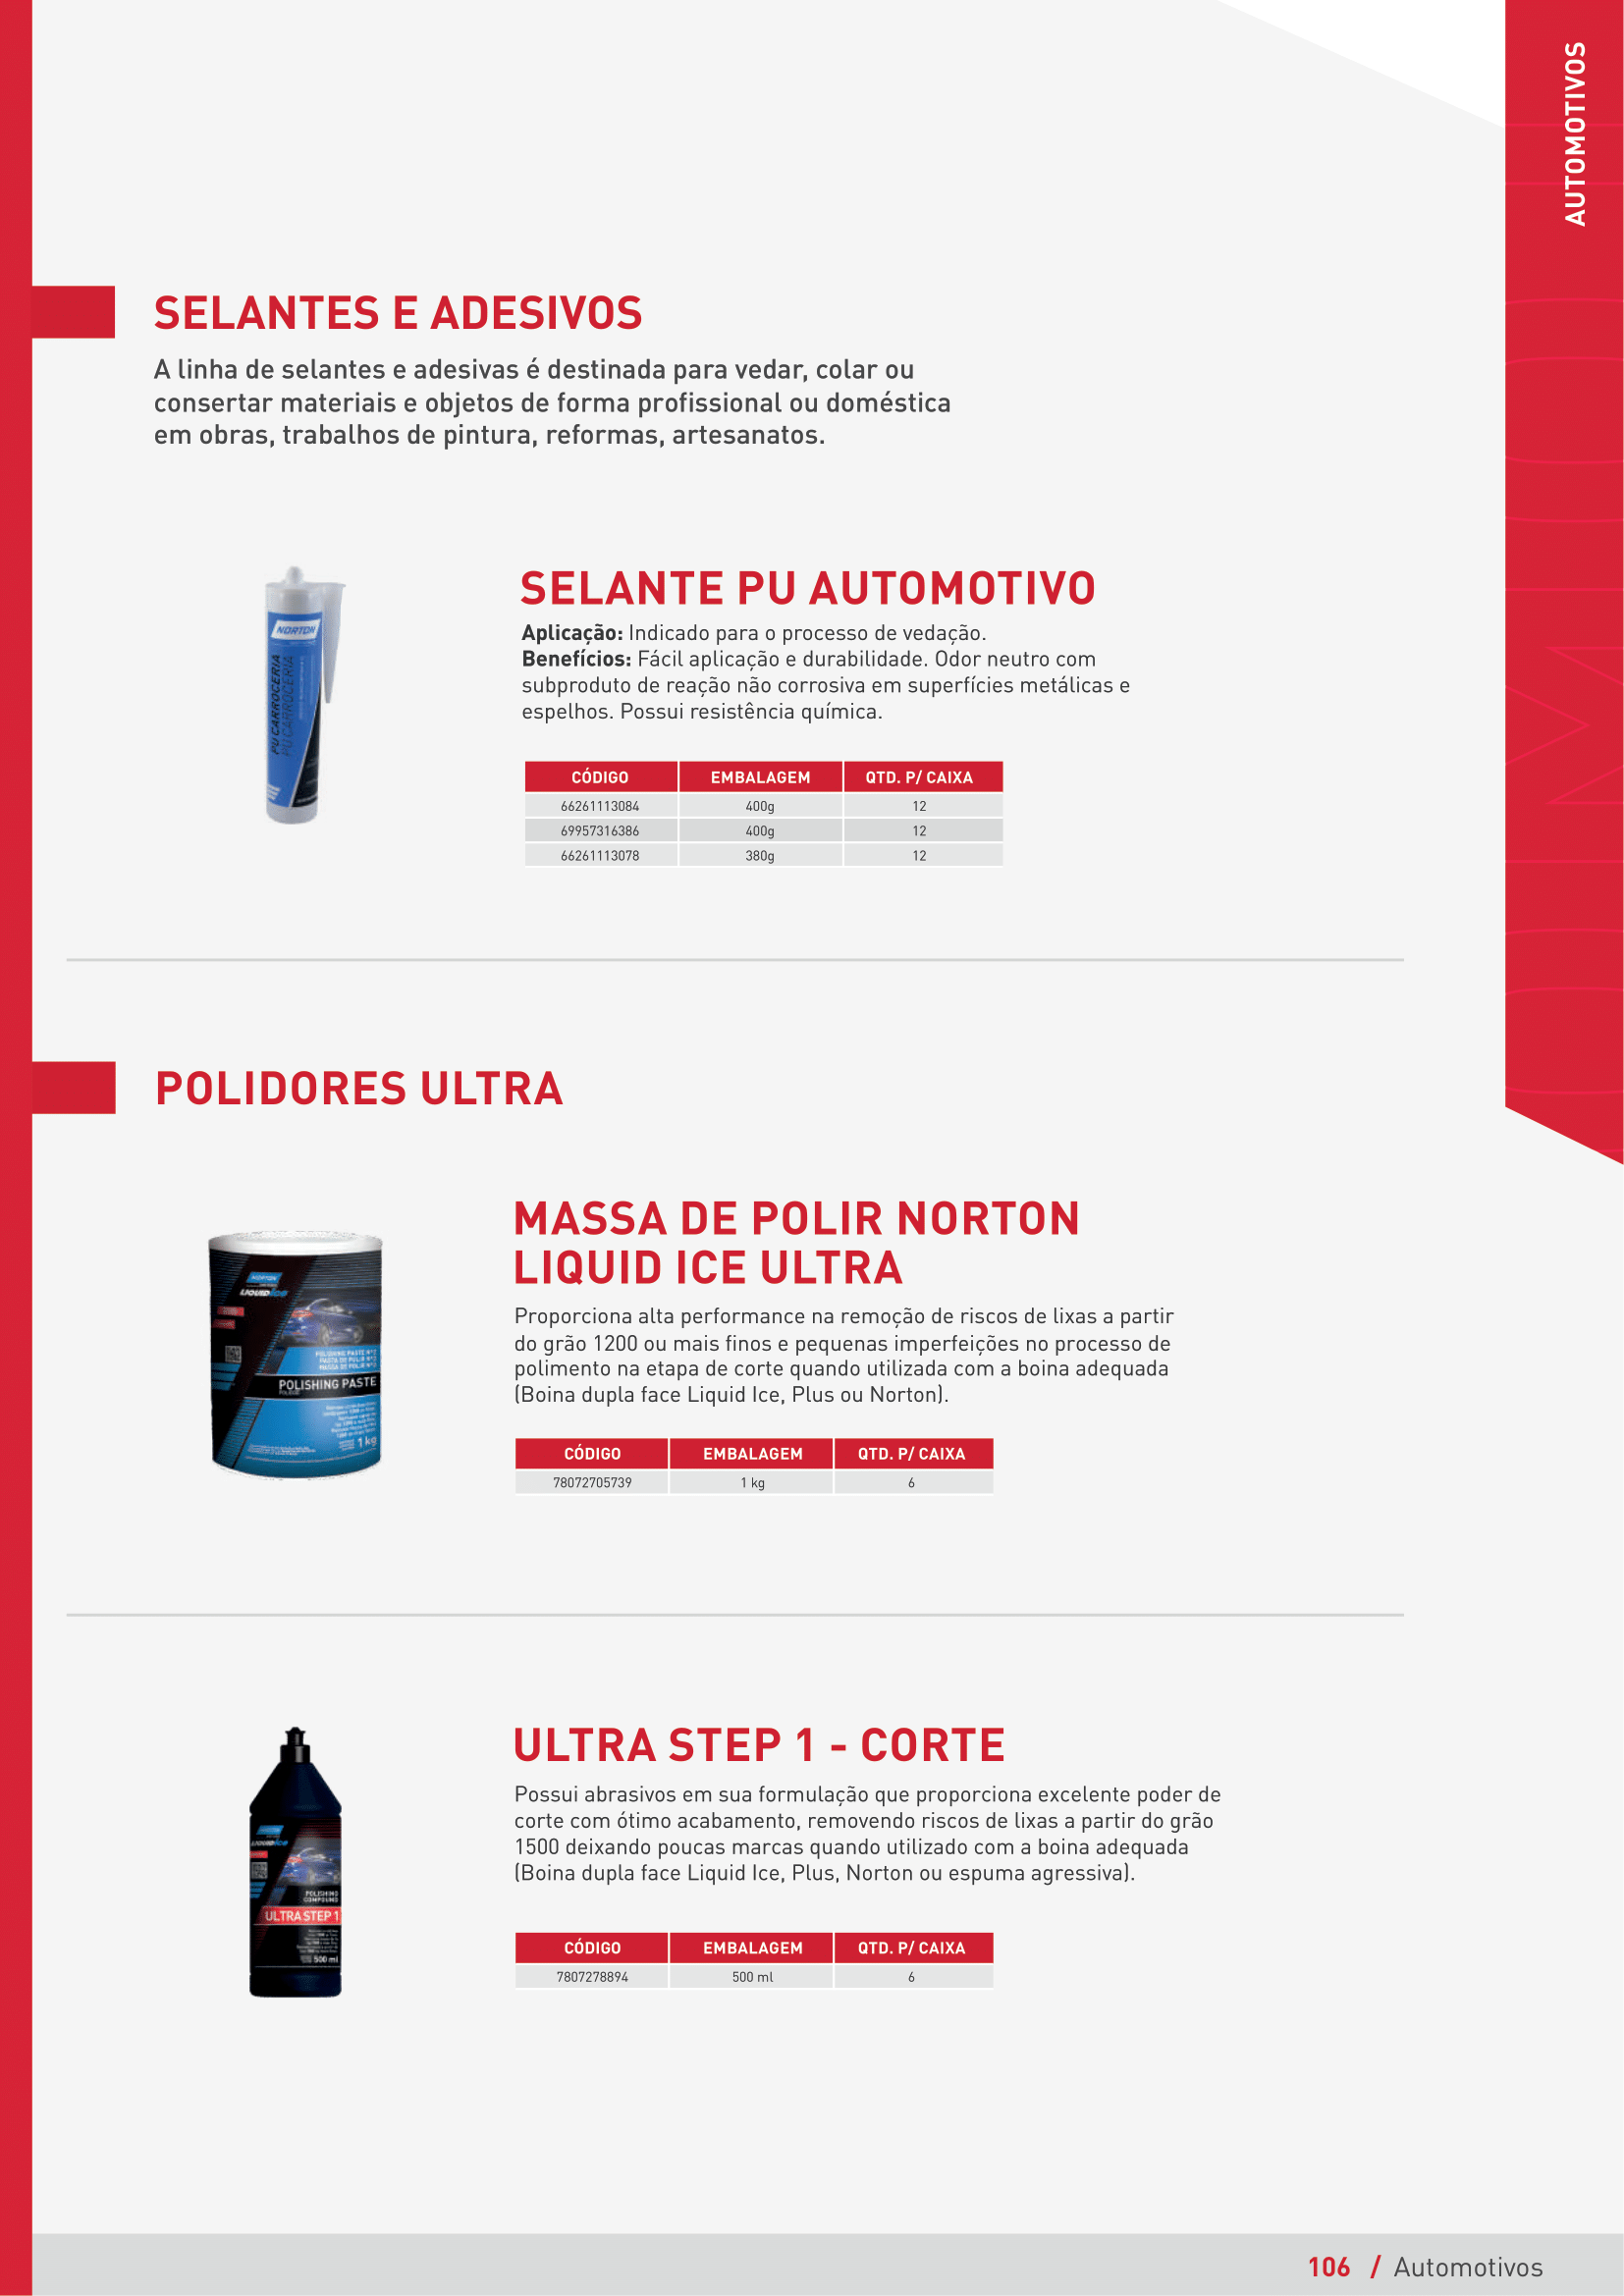 AUTOMOTIVOS
SELANTES E ADESIVOS
A linha de selantes e adesivas é destinada para vedar, colar ou
consertar materiais e objetos de forma profissional ou doméstica
em obras, trabalhos de pintura, reformas, artesanatos.
NORTON
PU CARROCERIA
PU CARROCERIA
SELANTE PU AUTOMOTIVO
Aplicação: Indicado para o processo de vedação.
Benefícios: Fácil aplicação e durabilidade. Odor neutro com
subproduto de reação não corrosiva em superfícies metálicas e
espelhos. Possui resistência química.
CÓDIGO EMBALAGEM QTD. P/ CAIXA
66261113084 400g 12
69957316386 400g 12
66261113078 380g 12
POLIDORES ULTRA
NORTON
LIQUID ice
POLISHING PASTE
1 kg
MASSA DE POLIR NORTON
LIQUID ICE ULTRA
Proporciona alta performance na remoção de riscos de lixas a partir
do grão 1200 ou mais finos e pequenas imperfeições no processo de
polimento na etapa de corte quando utilizada com a boina adequada
(Boina dupla face Liquid Ice, Plus ou Norton).
CÓDIGO EMBALAGEM QTD. P/ CAIXA
78072705739 1 kg 6
LIQUID ice
POLISHING
COMPOUND
ULTRA STEP 1
500 ml
ULTRA STEP 1 - CORTE
Possui abrasivos em sua formulação que proporciona excelente poder de
corte com ótimo acabamento, removendo riscos de lixas a partir do grão
1500 deixando poucas marcas quando utilizado com a boina adequada
(Boina dupla face Liquid Ice, Plus, Norton ou espuma agressiva).
CÓDIGO EMBALAGEM QTD. P/ CAIXA
7807278894 500 ml 6
106 / Automotivos